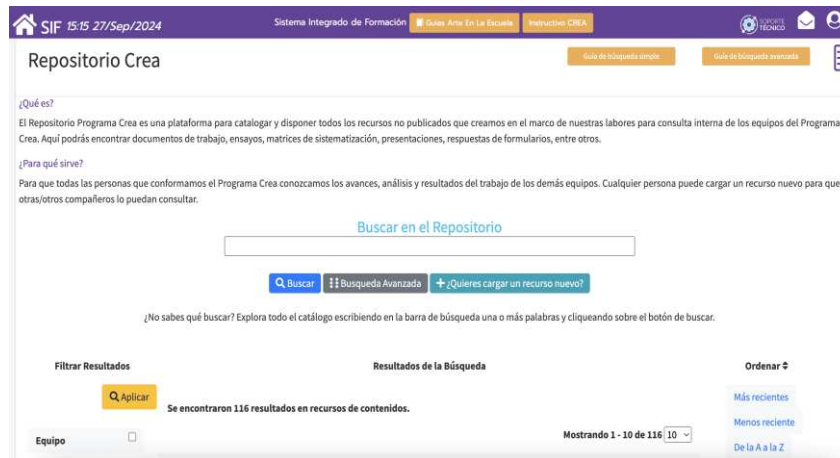 SIF 15:15 27/Sep/2024
Sistema Integrado de Formación
Guias Arte En La Escuela
Instructivo CREA
SOPORTE
TÉCNICO
Repositorio Crea
Guía de búsqueda simple
Guía de búsqueda avanzada
¿Qué es?
El Repositorio Programa Crea es una plataforma para catalogar y disponer todos los recursos no publicados que creamos en el marco de nuestras labores para consulta interna de los equipos del Programa
Crea. Aquí podrás encontrar documentos de trabajo, ensayos, matrices de sistematización, presentaciones, respuestas de formularios, entre otros.
¿Para qué sirve?
Para que todas las personas que conformamos el Programa Crea conozcamos los avances, análisis y resultados del trabajo de los demás equipos. Cualquier persona puede cargar un recurso nuevo para que
otras/otros compañeros lo puedan consultar.
Buscar en el Repositorio
Buscar
Busqueda Avanzada
¿Quieres cargar un recurso nuevo?
¿No sabes qué buscar? Explora todo el catálogo escribiendo en la barra de búsqueda una o más palabras y cliqueando sobre el botón de buscar.
Filtrar Resultados
Resultados de la Búsqueda
Ordenar
Aplicar
Más recientes
Se encontraron 116 resultados en recursos de contenidos.
Menos reciente
Mostrando 1 - 10 de 116 10
Equipo
De la A a la Z